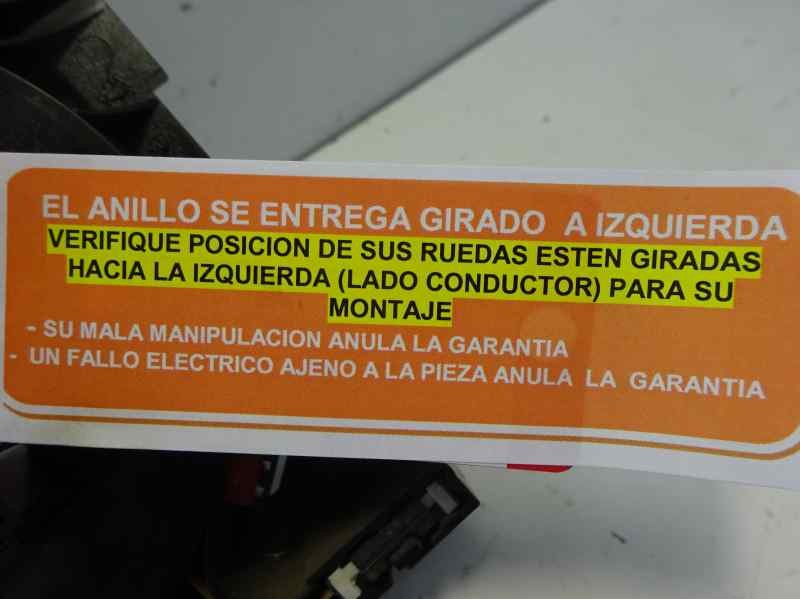 EL ANILLO SE ENTREGA GIRADO A IZQUIERDA
VERIFIQUE POSICION DE SUS RUEDAS ESTEN GIRADAS
HACIA LA IZQUIERDA (LADO CONDUCTOR) PARA SU
MONTAJE
- SU MALA MANIPULACION ANULA LA GARANTIA
- UN FALLO ELECTRICO AJENO A LA PIEZA ANULA LA GARANTIA